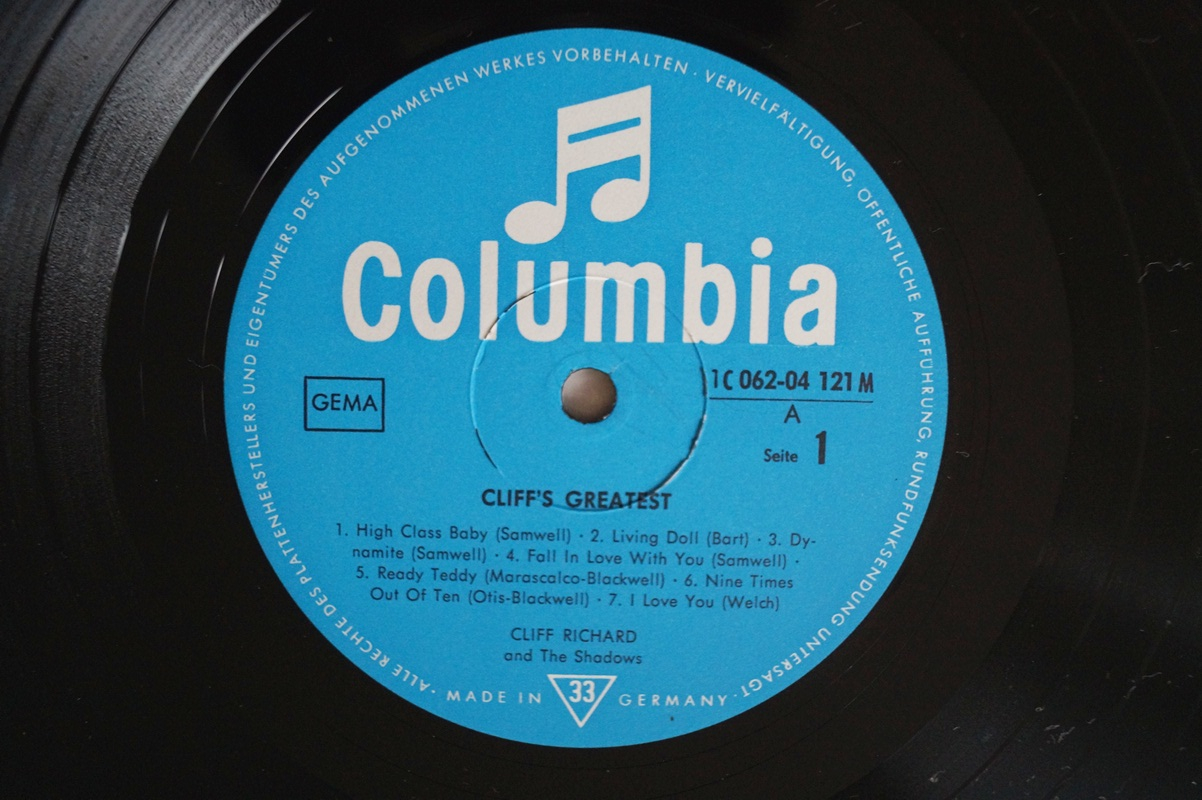 ALLE RECHTE DES PLATTENHERSTELLERS UND EIGENTÜMERS DES AUFGENOMMENEN WERKES VORBEHALTEN · VERVIELFÄLTIGUNG, ÖFFENTLICHE AUFFÜHRUNG, RUNDFUNKSENDUNG UNTERSAGT ·
Columbia
GEMA
1C 062-04 121 M
A
Seite 1
CLIFF'S GREATEST
1. High Class Baby (Samwell) · 2. Living Doll (Bart) · 3. Dy-
namite (Samwell) · 4. Fall In Love With You (Samwell) ·
5. Ready Teddy (Marascalco-Blackwell) · 6. Nine Times
Out Of Ten (Otis-Blackwell) · 7. I Love You (Welch)
CLIFF RICHARD
and The Shadows
· MADE IN 33 GERMANY ·